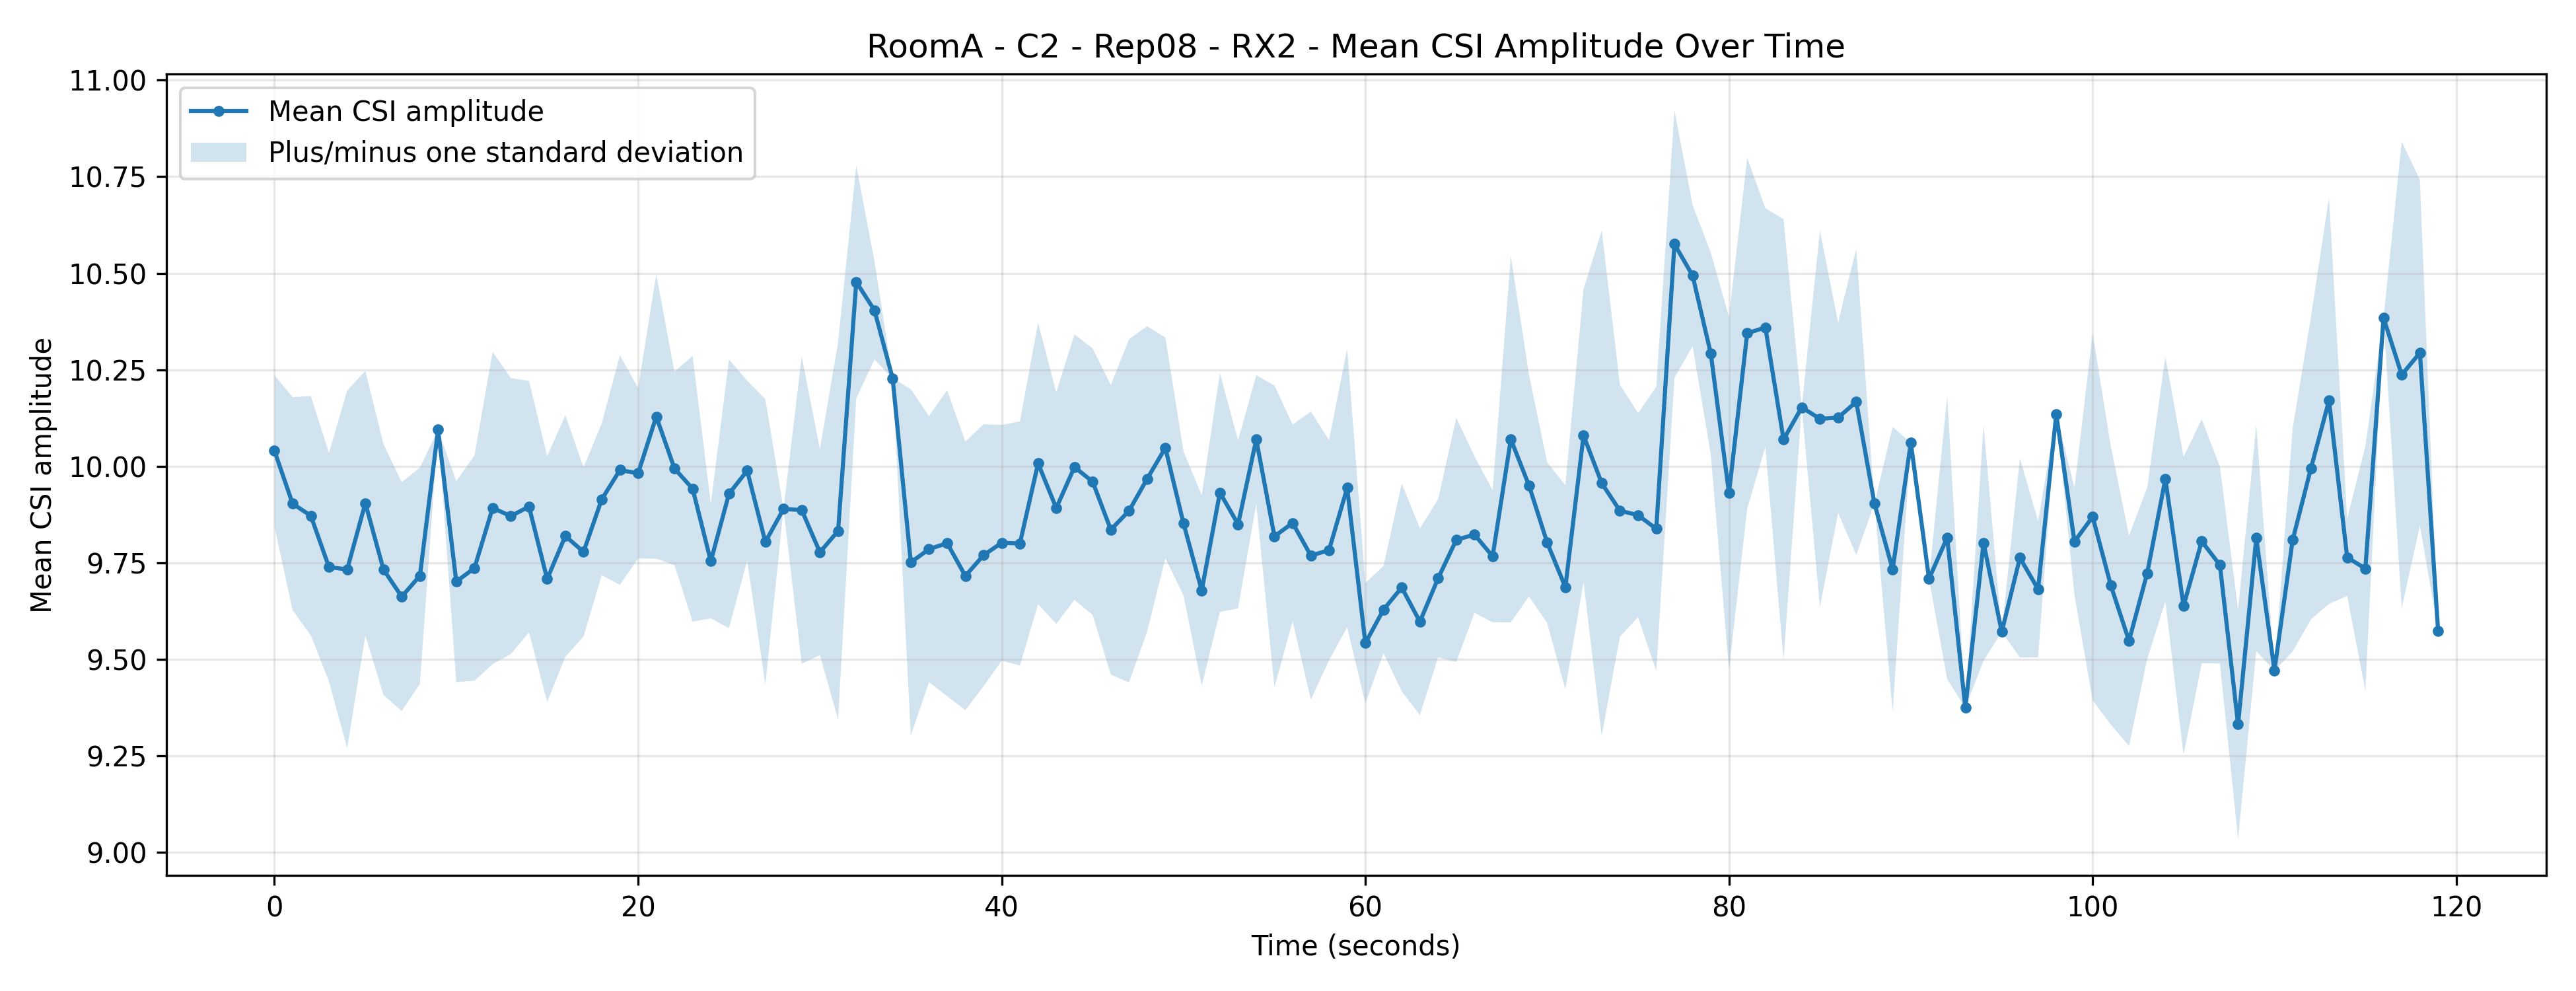 RoomA - C2 - Rep08 - RX2 - Mean CSI Amplitude Over Time
Mean CSI amplitude
Plus/minus one standard deviation
Mean CSI amplitude
11.00
10.75
10.50
10.25
10.00
9.75
9.50
9.25
9.00
0 20 40 60 80 100 120
Time (seconds)